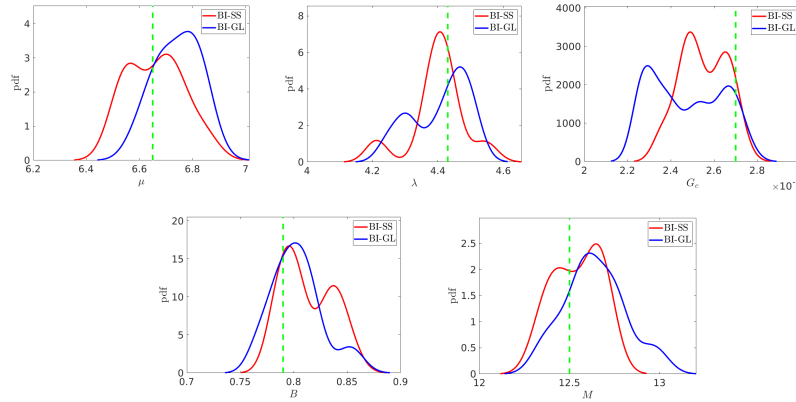 4
3
2
1
0
pdf
6.2
6.4
6.6
6.8
7
μ
BI-SS
BI-GL
8
6
4
2
0
pdf
4
4.2
4.4
4.6
λ
BI-SS
BI-GL
4000
3000
2000
1000
0
pdf
2
2.2
2.4
2.6
2.8
G_c
BI-SS
BI-GL
20
15
10
5
0
pdf
0.7
0.75
0.8
0.85
0.9
B
BI-SS
BI-GL
2.5
2
1.5
1
0.5
0
pdf
12
12.5
13
M
BI-SS
BI-GL